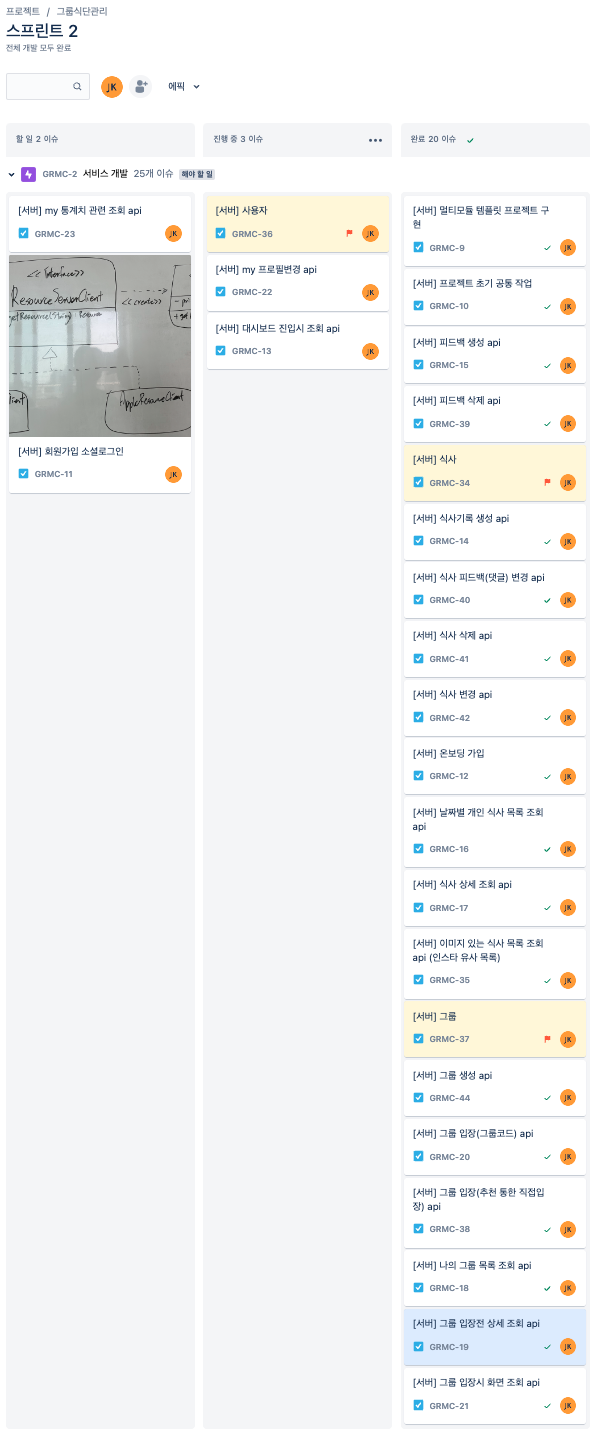 프로젝트 / 그룹식단관리
스프린트 2
전체 개발 모두 완료
JK
에픽
할 일 2 이슈
진행 중 3 이슈
완료 20 이슈
GRMC-2 서비스 개발 25개 이슈 해야 할 일
[서버] my 통계치 관련 조회 api
GRMC-23
JK
<< Interface>>
ResourceServerClient
getResource(String) Resource
<<create>>
AppleResourceClient
[서버] 회원가입 소셜로그인
GRMC-11
JK
[서버] 사용자
GRMC-36
JK
[서버] my 프로필변경 api
GRMC-22
JK
[서버] 대시보드 진입시 조회 api
GRMC-13
JK
[서버] 멀티모듈 템플릿 프로젝트 구
현
GRMC-9
JK
[서버] 프로젝트 초기 공통 작업
GRMC-10
JK
[서버] 피드백 생성 api
GRMC-15
JK
[서버] 피드백 삭제 api
GRMC-39
JK
[서버] 식사
GRMC-34
JK
[서버] 식사기록 생성 api
GRMC-14
JK
[서버] 식사 피드백(댓글) 변경 api
GRMC-40
JK
[서버] 식사 삭제 api
GRMC-41
JK
[서버] 식사 변경 api
GRMC-42
JK
[서버] 온보딩 가입
GRMC-12
JK
[서버] 날짜별 개인 식사 목록 조회
api
GRMC-16
JK
[서버] 식사 상세 조회 api
GRMC-17
JK
[서버] 이미지 있는 식사 목록 조회
api (인스타 유사 목록)
GRMC-35
JK
[서버] 그룹
GRMC-37
JK
[서버] 그룹 생성 api
GRMC-44
JK
[서버] 그룹 입장(그룹코드) api
GRMC-20
JK
[서버] 그룹 입장(추천 통한 직접입
장) api
GRMC-38
JK
[서버] 나의 그룹 목록 조회 api
GRMC-18
JK
[서버] 그룹 입장전 상세 조회 api
GRMC-19
JK
[서버] 그룹 입장시 화면 조회 api
GRMC-21
JK